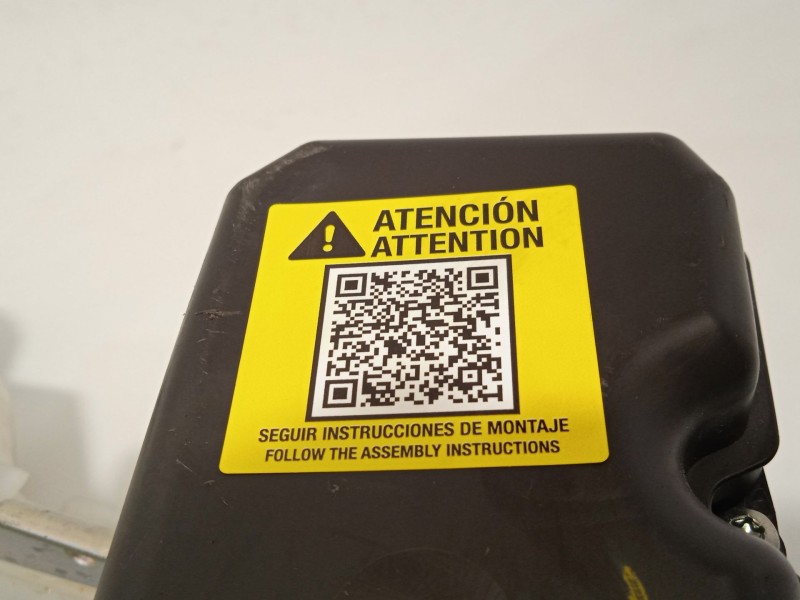 ATENCIÓN
ATTENTION
SEGUIR INSTRUCCIONES DE MONTAJE
FOLLOW THE ASSEMBLY INSTRUCTIONS